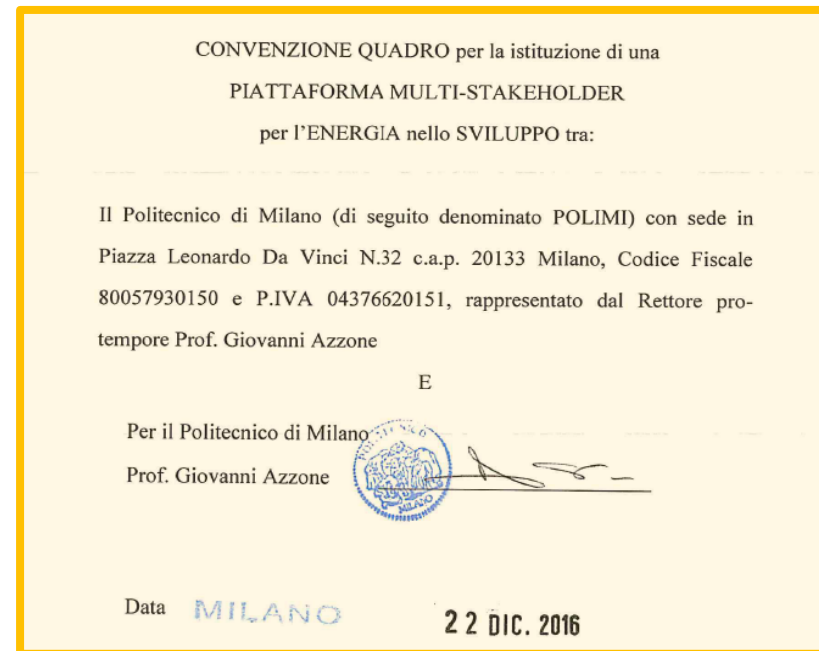 CONVENZIONE QUADRO per la istituzione di una
PIATTAFORMA MULTI-STAKEHOLDER
per l'ENERGIA nello SVILUPPO tra:
Il Politecnico di Milano (di seguito denominato POLIMI) con sede in
Piazza Leonardo Da Vinci N.32 c.a.p. 20133 Milano, Codice Fiscale
80057930150 e P.IVA 04376620151, rappresentato dal Rettore pro-
tempore Prof. Giovanni Azzone
E
Per il Politecnico di Milano
Prof. Giovanni Azzone
POLITECNICO
MILANO
Data MILANO 22 DIC. 2016